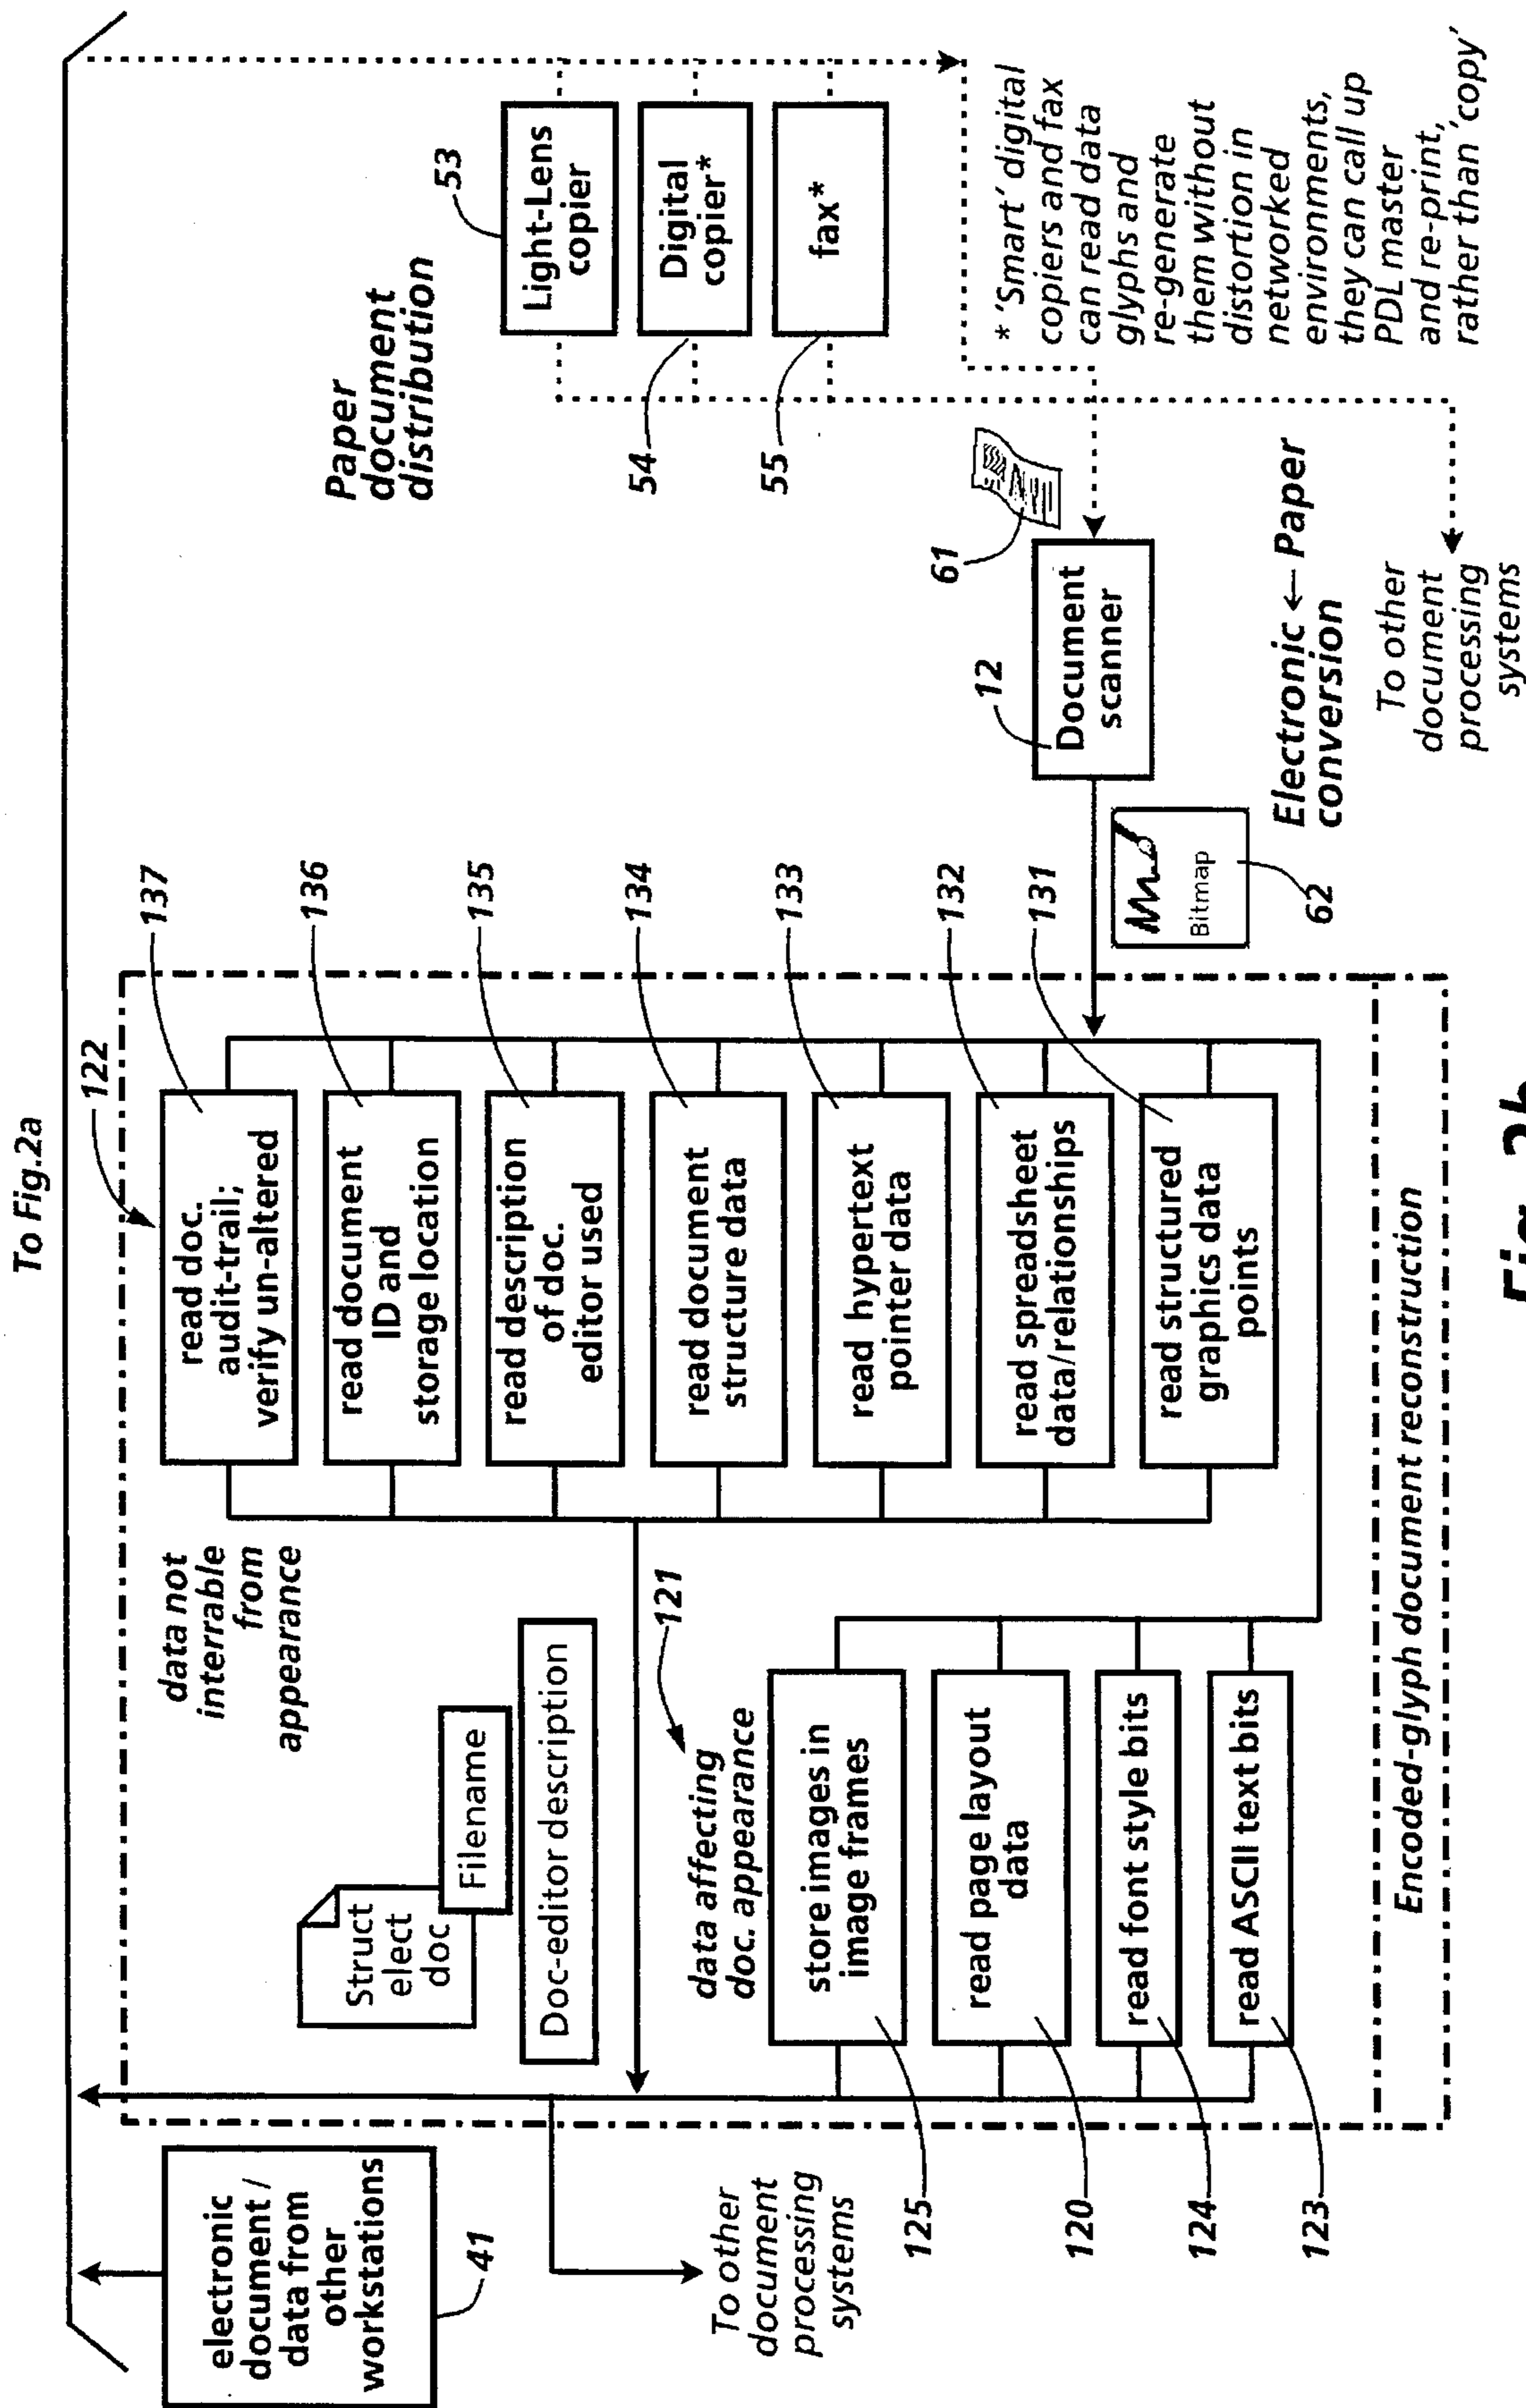 To Fig.2a
electronic
document /
data from
other
workstations
41
To other
document
processing
systems
Struct
elect
doc
Filename
Doc-editor description
data not
interrable
from
appearance
data affecting
doc. appearance
121
store images in
image frames
125
read page layout
data
120
read font style bits
124
read ASCII text bits
123
122
read doc.
audit-trail;
verify un-altered
137
read document
ID and
storage location
136
read description
of doc.
editor used
135
read document
structure data
134
read hypertext
pointer data
133
read spreadsheet
data/relationships
132
read structured
graphics data
points
131
Encoded-glyph document reconstruction
Bitmap
62
12
Document
scanner
61
Electronic ← Paper
conversion
To other
document
processing
systems
Paper
document
distribution
53
Light-Lens
copier
54
Digital
copier*
55
fax*
* 'Smart' digital
copiers and fax
can read data
glyphs and
re-generate
them without
distortion in
networked
environments,
they can call up
PDL master
and re-print,
rather than 'copy'
Fig. 2b